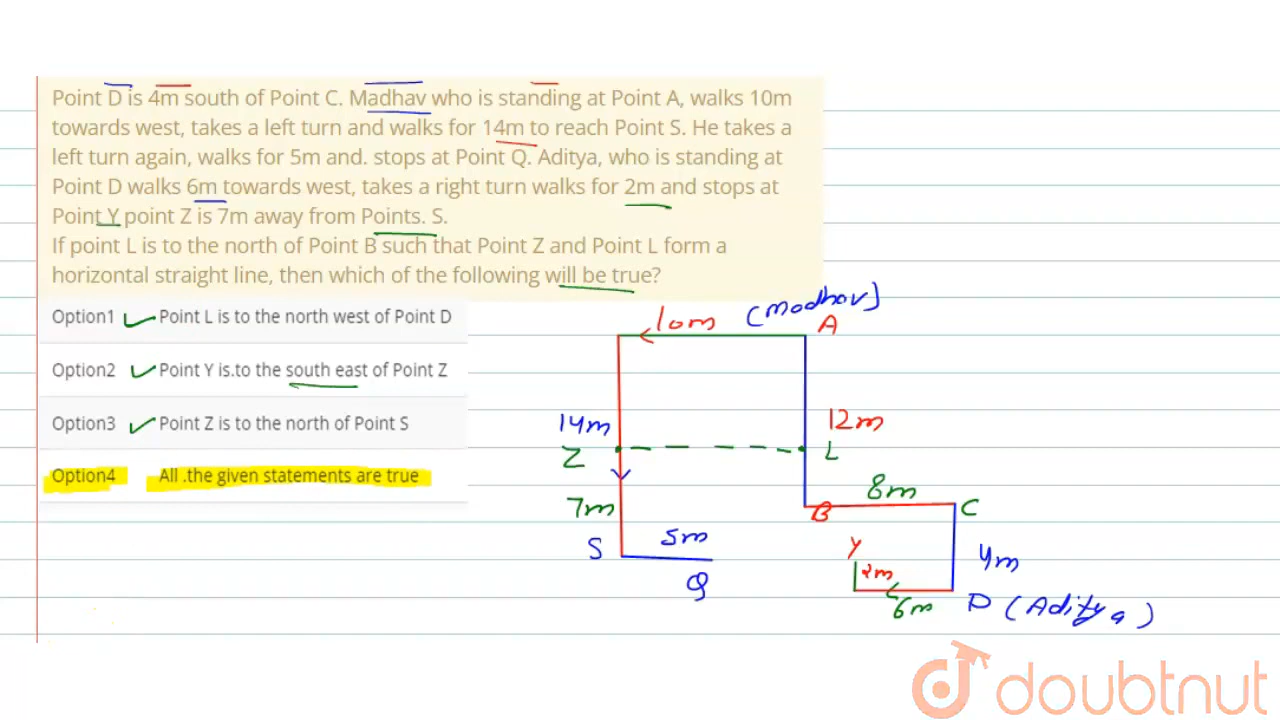 Point D is 4m south of Point C. Madhav who is standing at Point A, walks 10m
towards west, takes a left turn and walks for 14m to reach Point S. He takes a
left turn again, walks for 5m and. stops at Point Q. Aditya, who is standing at
Point D walks 6m towards west, takes a right turn walks for 2m and stops at
Point Y point Z is 7m away from Points. S.
If point L is to the north of Point B such that Point Z and Point L form a
horizontal straight line, then which of the following will be true?
Option1 Point L is to the north west of Point D
Option2 Point Y is.to the south east of Point Z
Option3 Point Z is to the north of Point S
Option4 All .the given statements are true
10m
(Madhav)
A
14m
12m
Z
L
7m
8m
B
C
S
5m
Q
Y
2m
4m
6m
D (Aditya)
doubtnut